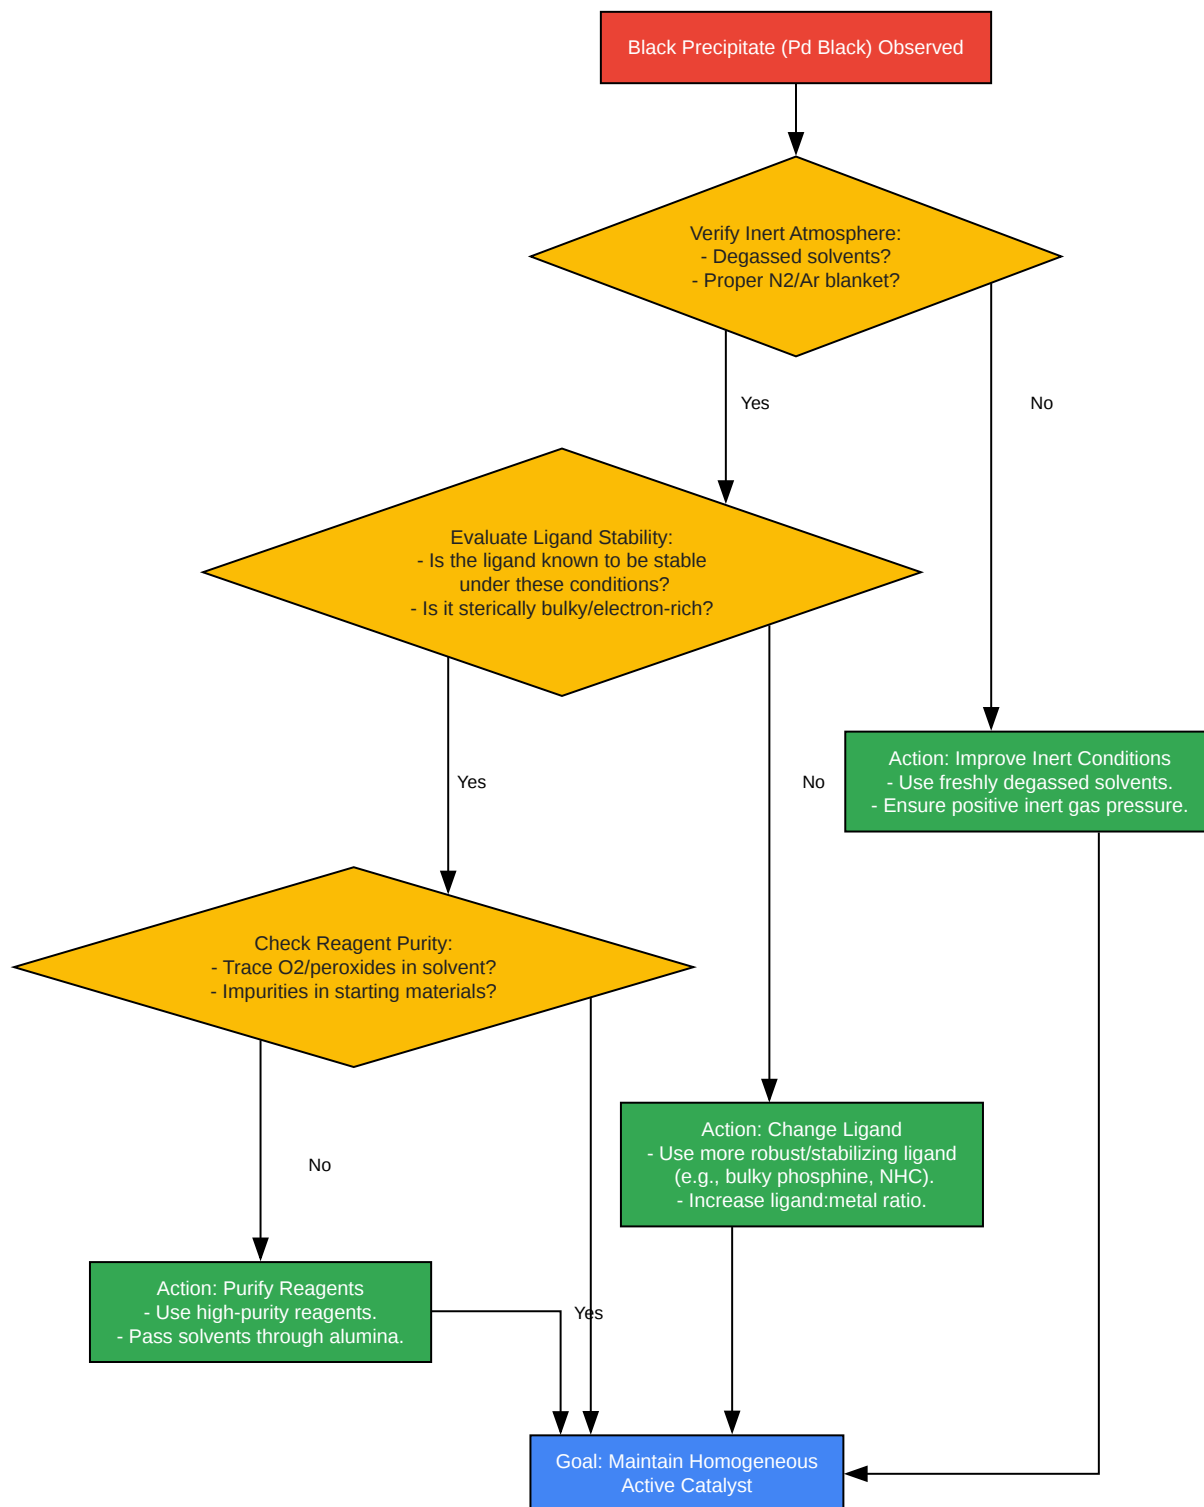 Black Precipitate (Pd Black) Observed
Verify Inert Atmosphere:
- Degassed solvents?
- Proper N2/Ar blanket?
Yes
No
Evaluate Ligand Stability:
- Is the ligand known to be stable
under these conditions?
- Is it sterically bulky/electron-rich?
Yes
No
Action: Improve Inert Conditions
- Use freshly degassed solvents.
- Ensure positive inert gas pressure.
Check Reagent Purity:
- Trace O2/peroxides in solvent?
- Impurities in starting materials?
No
Action: Change Ligand
- Use more robust/stabilizing ligand
(e.g., bulky phosphine, NHC).
- Increase ligand:metal ratio.
Action: Purify Reagents
- Use high-purity reagents.
- Pass solvents through alumina.
Yes
Goal: Maintain Homogeneous
Active Catalyst